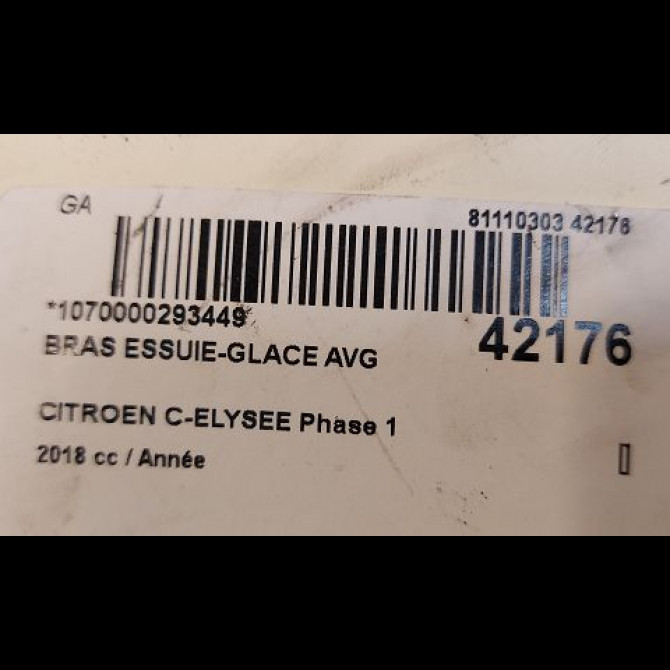 GA
81110303 42176
*1070000293449
42176
BRAS ESSUIE-GLACE AVG
CITROEN C-ELYSEE Phase 1
2018 cc / Année